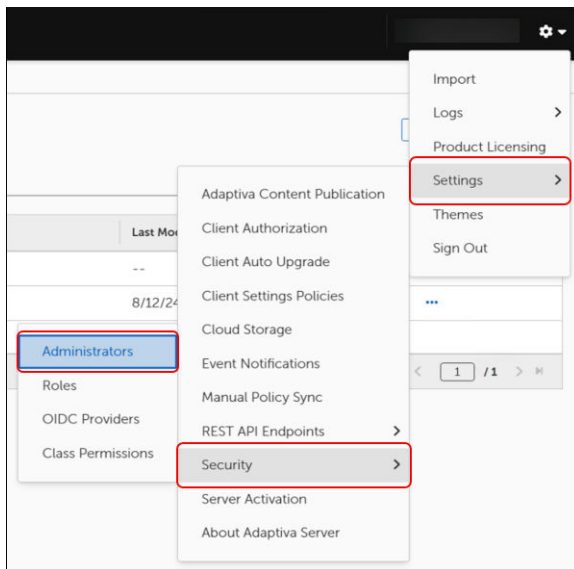 Import
Logs
Product Licensing
Settings
Themes
Sign Out
Adaptiva Content Publication
Client Authorization
Client Auto Upgrade
Client Settings Policies
Cloud Storage
Event Notifications
Manual Policy Sync
REST API Endpoints
Security
Server Activation
About Adaptiva Server
Last Mo
--
8/12/24
...
1 / 1
Administrators
Roles
OIDC Providers
Class Permissions